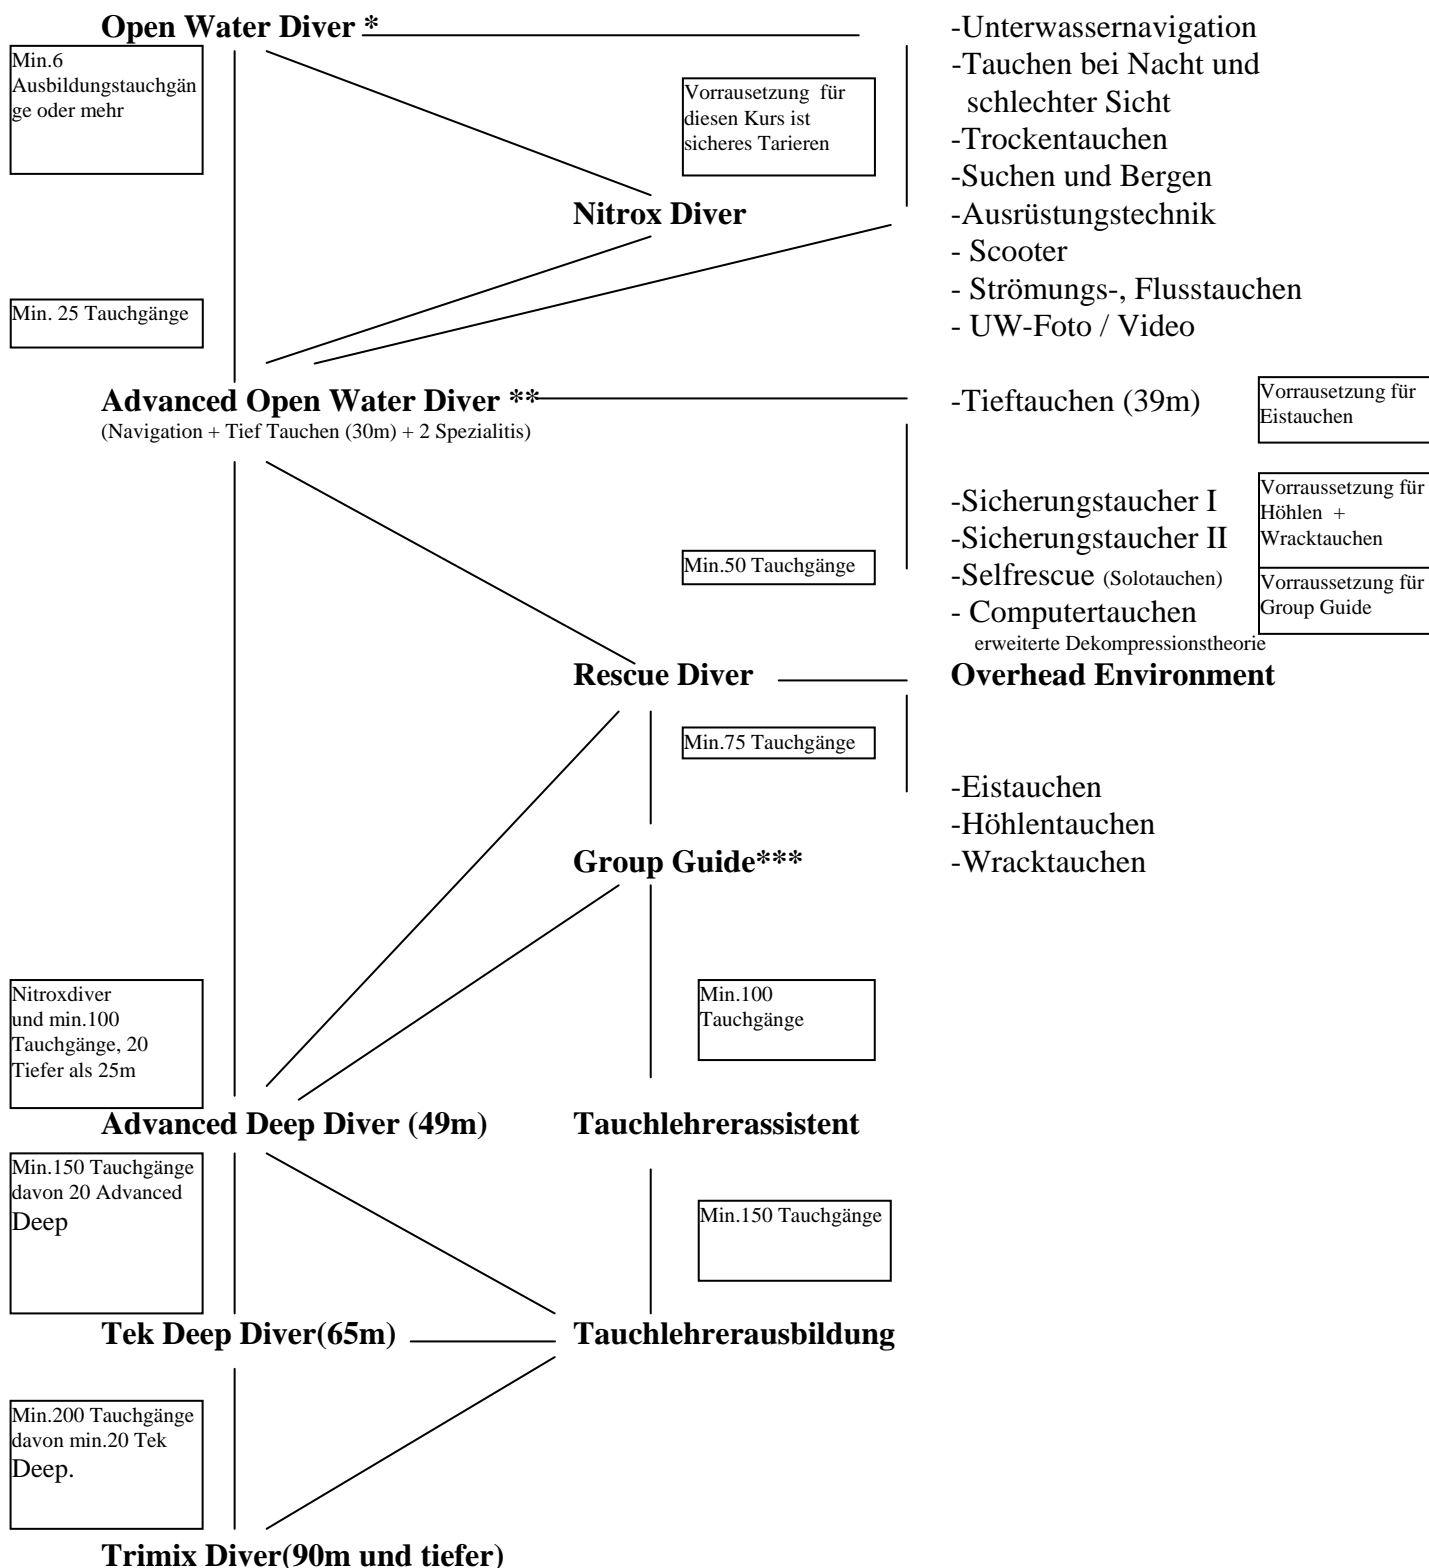 Open Water Diver *
Min.6
Ausbildungstauchgän
ge oder mehr
-Unterwassernavigation
-Tauchen bei Nacht und
schlechter Sicht
-Trockentauchen
-Suchen und Bergen
-Ausrüstungstechnik
- Scooter
- Strömungs-, Flusstauchen
- UW-Foto / Video
Vorrausetzung für
diesen Kurs ist
sicheres Tarieren
Nitrox Diver
Min. 25 Tauchgänge
Advanced Open Water Diver **
(Navigation + Tief Tauchen (30m) + 2 Spezialitis)
-Tieftauchen (39m)
Vorrausetzung für
Eistauchen
-Sicherungstaucher I
-Sicherungstaucher II
-Selfrescue (Solotauchen)
- Computertauchen
erweiterte Dekompressionstheorie
Vorraussetzung für
Höhlen +
Wracktauchen
Vorraussetzung für
Group Guide
Min.50 Tauchgänge
Rescue Diver
Overhead Environment
Min.75 Tauchgänge
-Eistauchen
-Höhlentauchen
-Wracktauchen
Group Guide***
Nitroxdiver
und min.100
Tauchgänge, 20
Tiefer als 25m
Min.100
Tauchgänge
Advanced Deep Diver (49m)
Tauchlehrerassistent
Min.150 Tauchgänge
davon 20 Advanced
Deep
Min.150 Tauchgänge
Tek Deep Diver(65m)
Tauchlehrerausbildung
Min.200 Tauchgänge
davon min.20 Tek
Deep.
Trimix Diver(90m und tiefer)